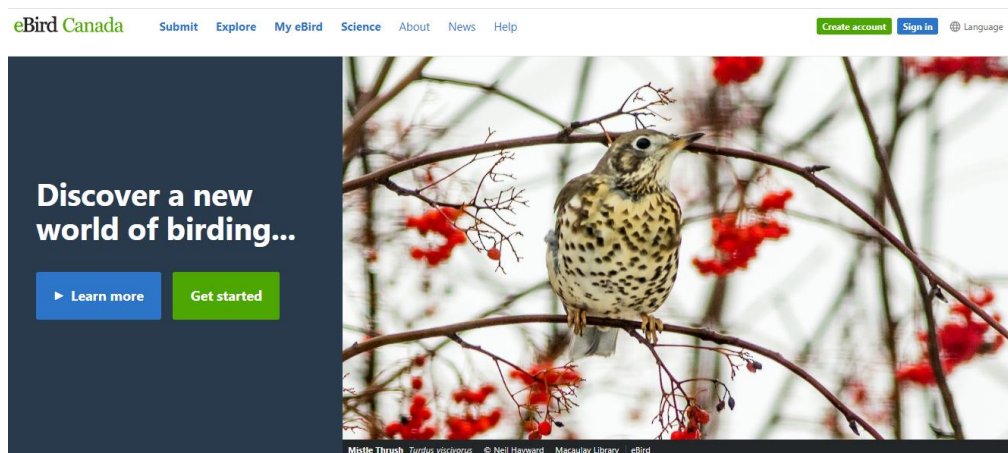 eBird Canada Submit Explore My eBird Science About News Help Create account Sign in Language
Discover a new
world of birding...
Learn more Get started
Mistle Thrush Turdus viscivorus © Neil Hayward Macaulay Library eBird